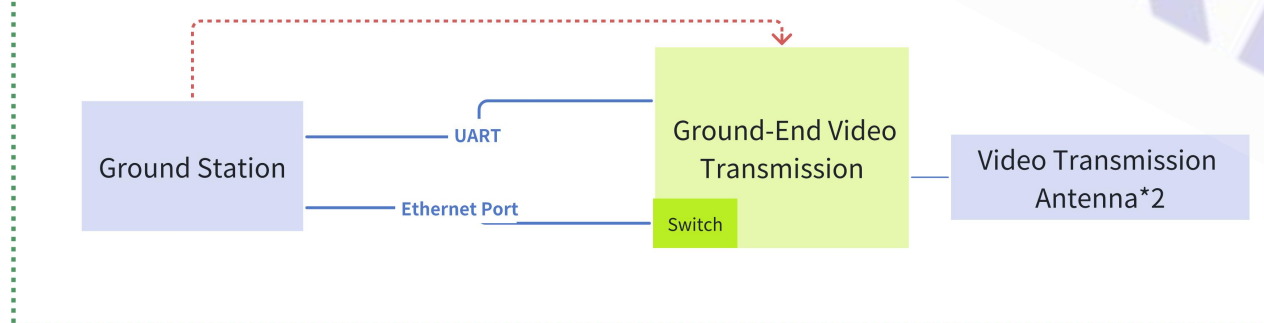 Ground Station
UART
Ethernet Port
Ground-End Video
Transmission
Switch
Video Transmission
Antenna*2